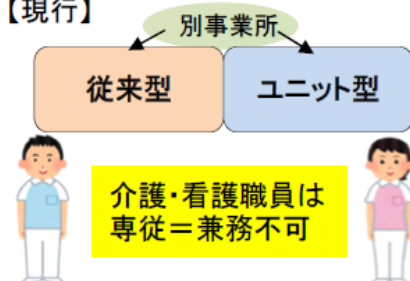 【現行】
別事業所
従来型
ユニット型
介護・看護職員は
専従＝兼務不可